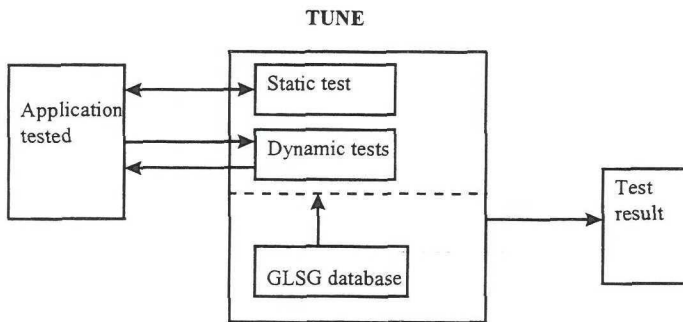 TUNE
Application
tested
Static test
Dynamic tests
GLSG database
Test
result